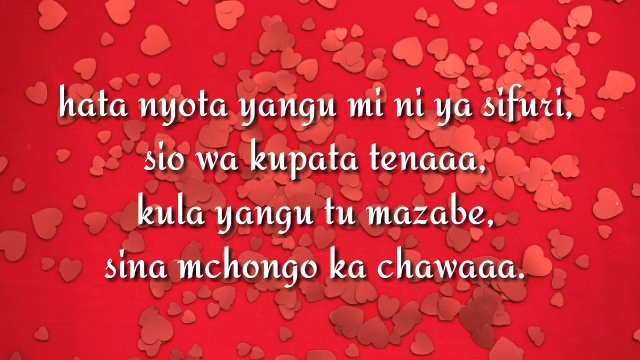 hata nyota yangu mi ni ya sifuri,
sio wa kupata tenaaa,
kula yangu tu mazabe,
sina mchongo ka chawaaa.